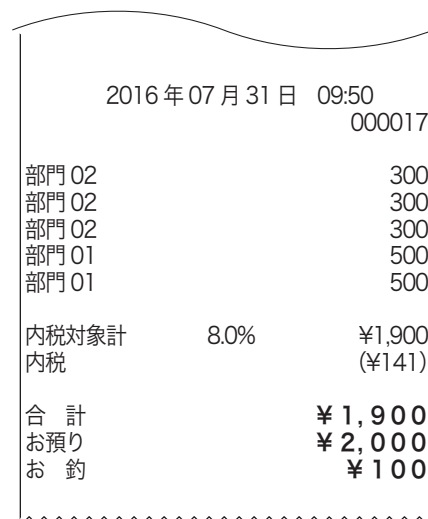 2016年07月31日 09:50
000017
部門02 300
部門02 300
部門02 300
部門01 500
部門01 500
内税対象計 8.0% ¥1,900
内税 (¥141)
合 計 ¥1,900
お預り ¥2,000
お 釣 ¥100